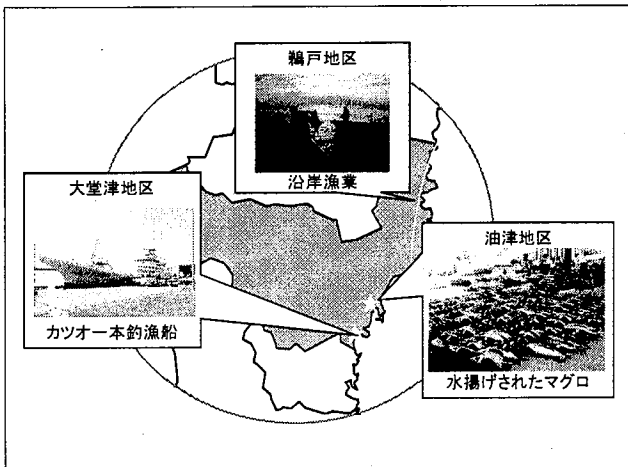 鵜戸地区
沿岸漁業
大堂津地区
カツオ一本釣漁船
油津地区
水揚げされたマグロ